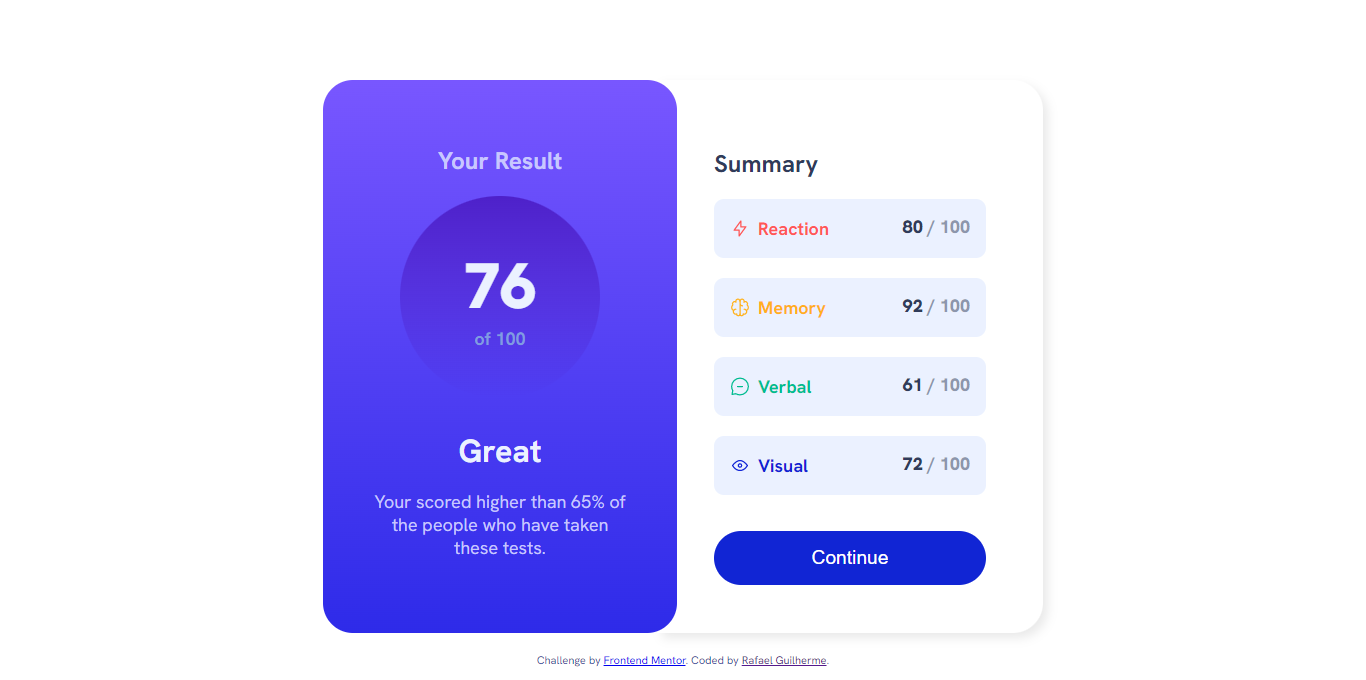 Your Result
76
of 100
Great
Your scored higher than 65% of
the people who have taken
these tests.
Summary
Reaction 80 / 100
Memory 92 / 100
Verbal 61 / 100
Visual 72 / 100
Continue
Challenge by Frontend Mentor. Coded by Rafael Guilherme.